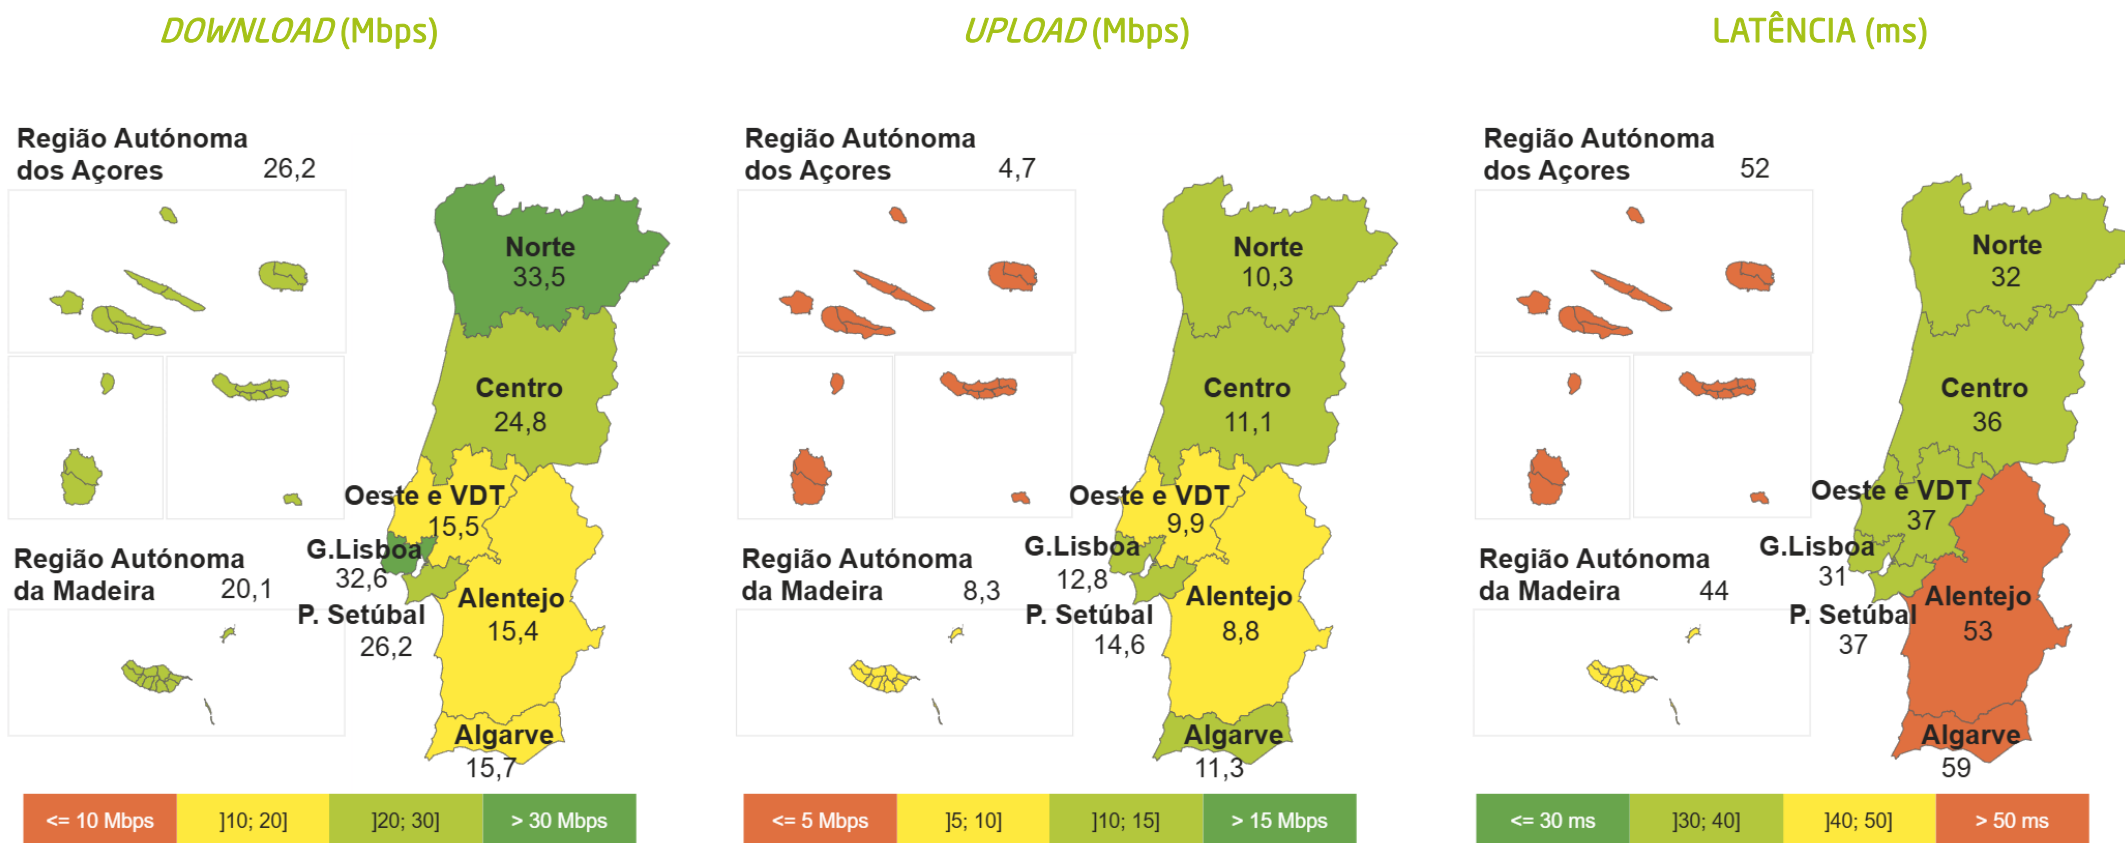 DOWNLOAD (Mbps)
Região Autónoma
dos Açores 26,2
Norte
33,5
Centro
24,8
Oeste e VDT
15,5
G.Lisboa
32,6
Região Autónoma
da Madeira 20,1
P. Setúbal
26,2
Alentejo
15,4
Algarve
15,7
<= 10 Mbps ]10; 20] ]20; 30] > 30 Mbps
UPLOAD (Mbps)
Região Autónoma
dos Açores 4,7
Norte
10,3
Centro
11,1
Oeste e VDT
9,9
G.Lisboa
12,8
Região Autónoma
da Madeira 8,3
P. Setúbal
14,6
Alentejo
8,8
Algarve
11,3
<= 5 Mbps ]5; 10] ]10; 15] > 15 Mbps
LATÊNCIA (ms)
Região Autónoma
dos Açores 52
Norte
32
Centro
36
Oeste e VDT
37
G.Lisboa
31
Região Autónoma
da Madeira 44
P. Setúbal
37
Alentejo
53
Algarve
59
<= 30 ms ]30; 40] ]40; 50] > 50 ms